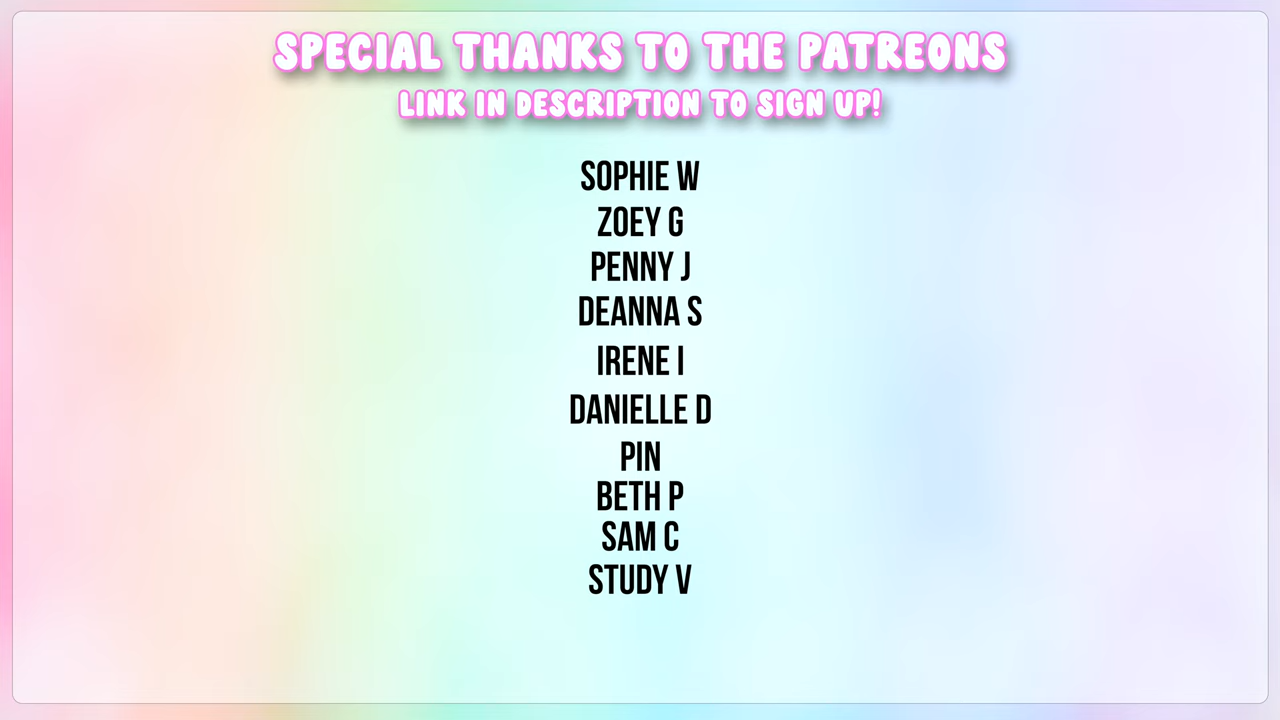 SPECIAL THANKS TO THE PATREONS
LINK IN DESCRIPTION TO SIGN UP!
SOPHIE W
ZOEY G
PENNY J
DEANNA S
IRENE I
DANIELLE D
PIN
BETH P
SAM C
STUDY V